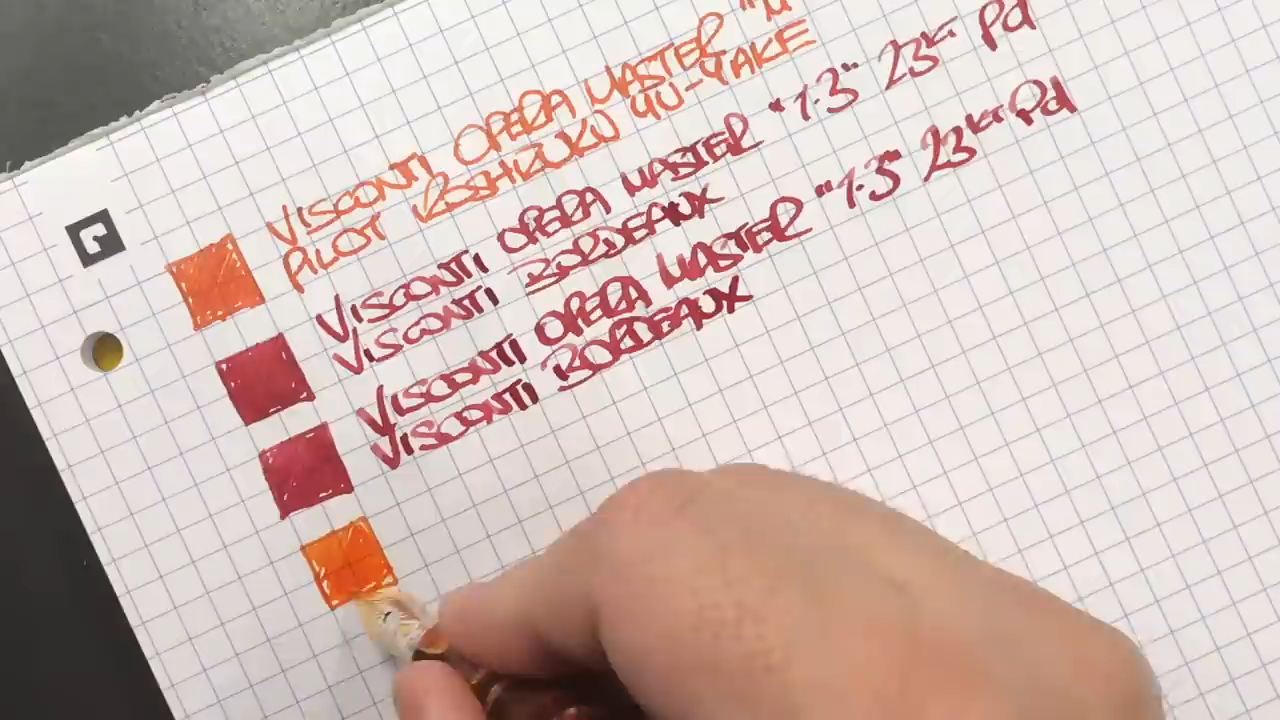 VISCONTI OPERA MASTER "M
PILOT IROSHIZUKU YU-YAKE
VISCONTI OPERA MASTER "1.3" 23kt Pd
VISCONTI BORDEAUX
VISCONTI OPERA MASTER "1.3" 23kt Pd
VISCONTI BORDEAUX